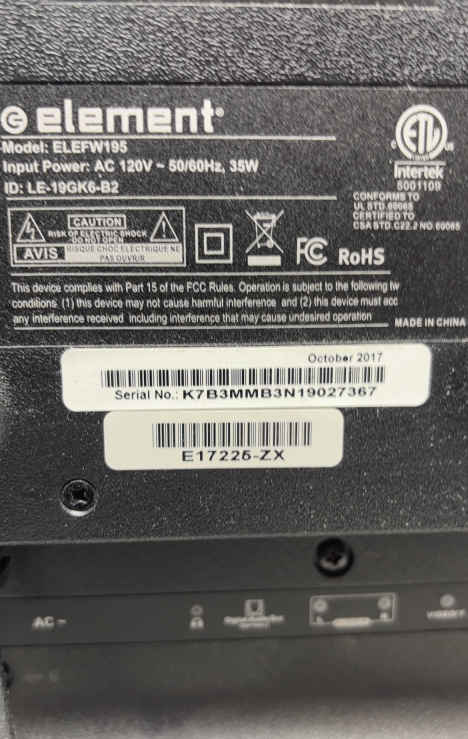 element
Model: ELEFW195
Input Power: AC 120V ~ 50/60Hz, 35W
ID: LE-19GK6-B2
ETL
C US
Intertek
5001109
CONFORMS TO
UL STD.60065
CERTIFIED TO
CSA STD.C22.2 NO.60065
CAUTION
RISK OF ELECTRIC SHOCK
DO NOT OPEN
AVIS
RISQUE CHOC ELECTRIQUE NE
PAS OUVRIR
FC
RoHS
This device complies with Part 15 of the FCC Rules. Operation is subject to the following tw
conditions (1) this device may not cause harmful interference and (2) this device must acc
any interference received including interference that may cause undesired operation
MADE IN CHINA
October 2017
Serial No.: K7B3MMB3N19027367
E17225-ZX
AC ~
L R